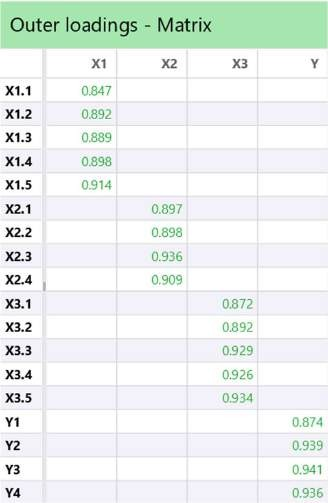 Outer loadings - Matrix
X1 X2 X3 Y
X1.1 0.847
X1.2 0.892
X1.3 0.889
X1.4 0.898
X1.5 0.914
X2.1 0.897
X2.2 0.898
X2.3 0.936
X2.4 0.909
X3.1 0.872
X3.2 0.892
X3.3 0.929
X3.4 0.926
X3.5 0.934
Y1 0.874
Y2 0.939
Y3 0.941
Y4 0.936